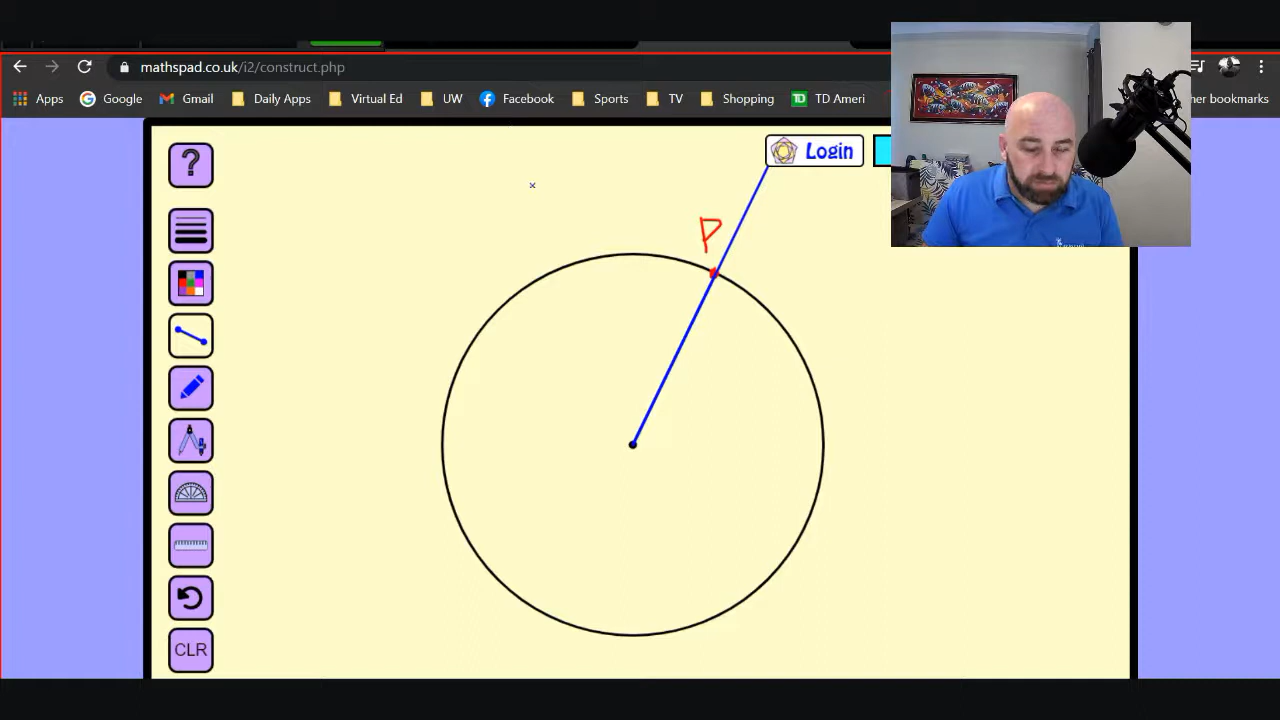 mathspad.co.uk/i2/construct.php
Apps Google Gmail Daily Apps Virtual Ed UW Facebook Sports TV Shopping TD Ameri her bookmarks
? Login
P
CLR